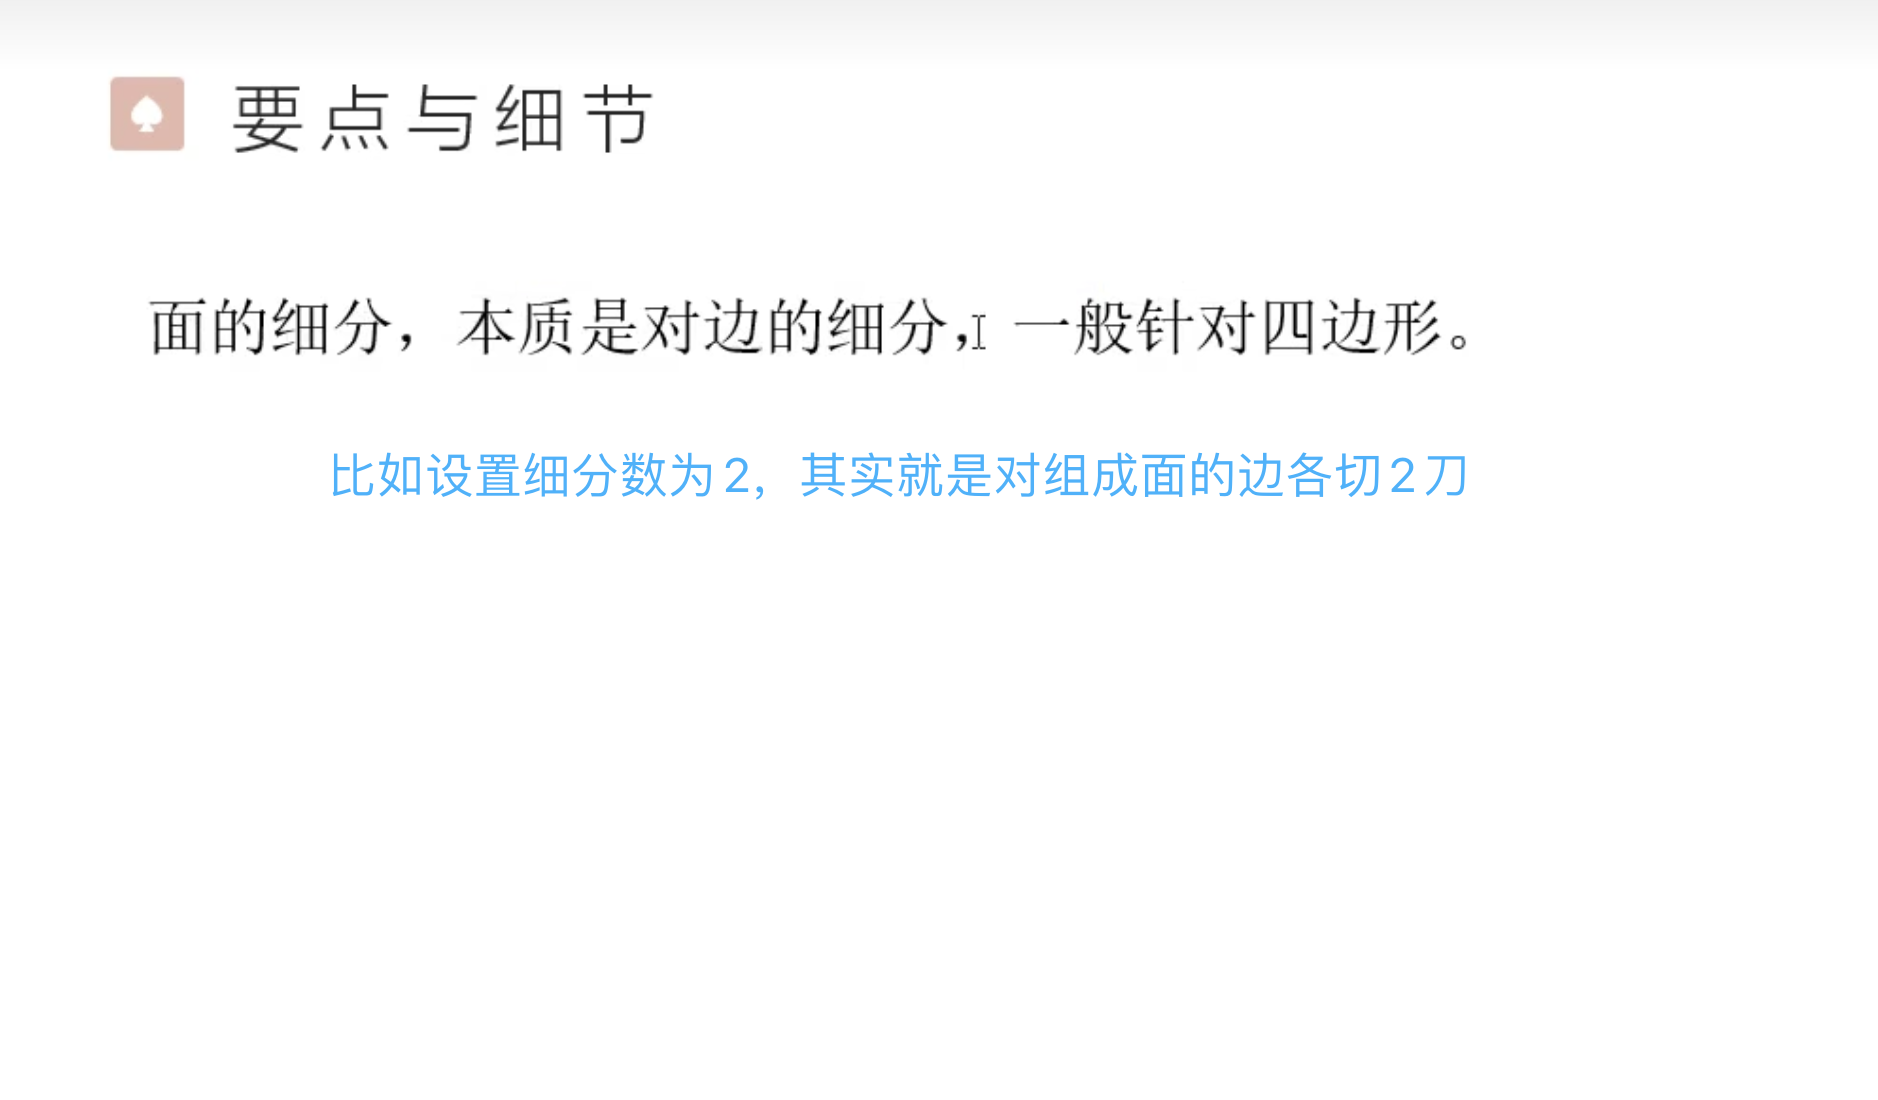 要点与细节
面的细分，本质是对边的细分，一般针对四边形。
比如设置细分数为2，其实就是对组成面的边各切2刀